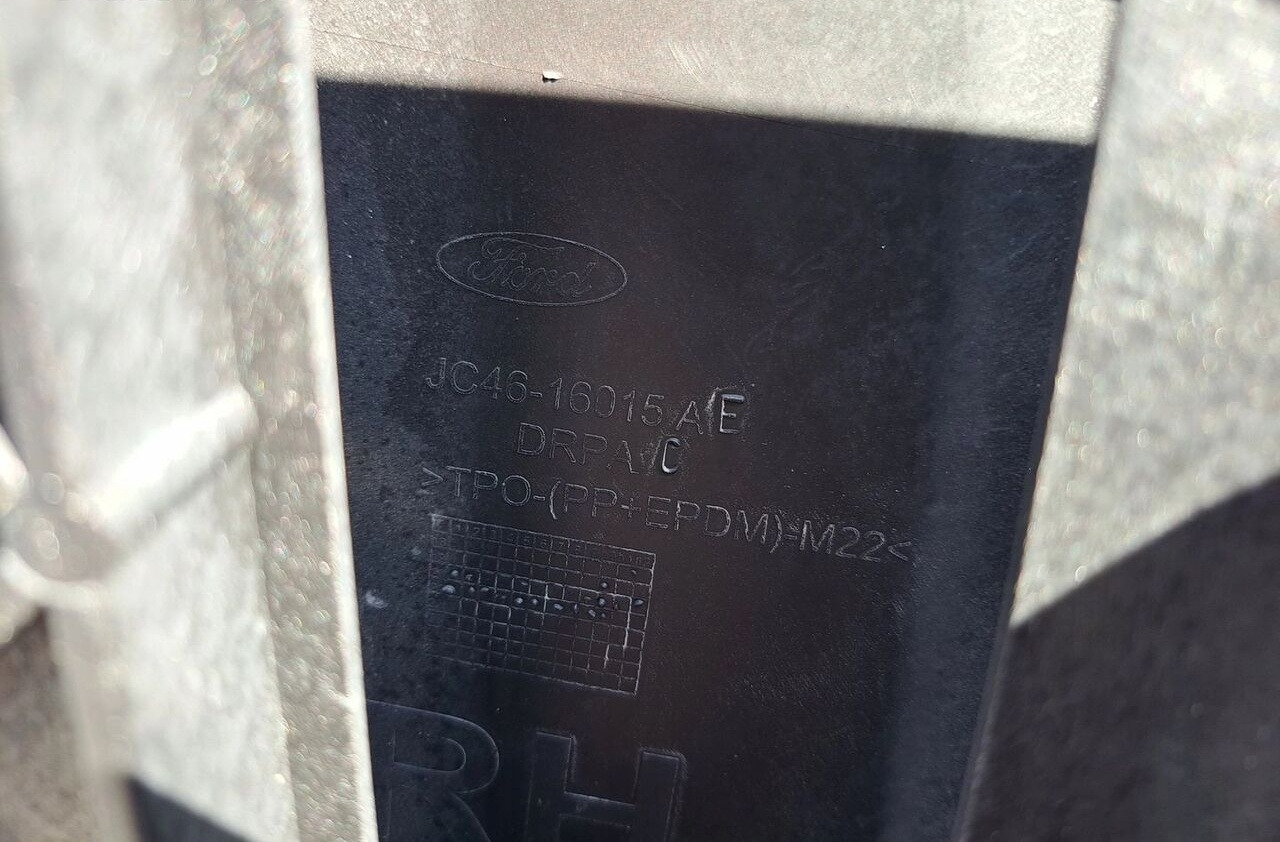 Ford
JC46-16015 AE
DRPA C
>TPO-(PP+EPDM)-M22<
RH